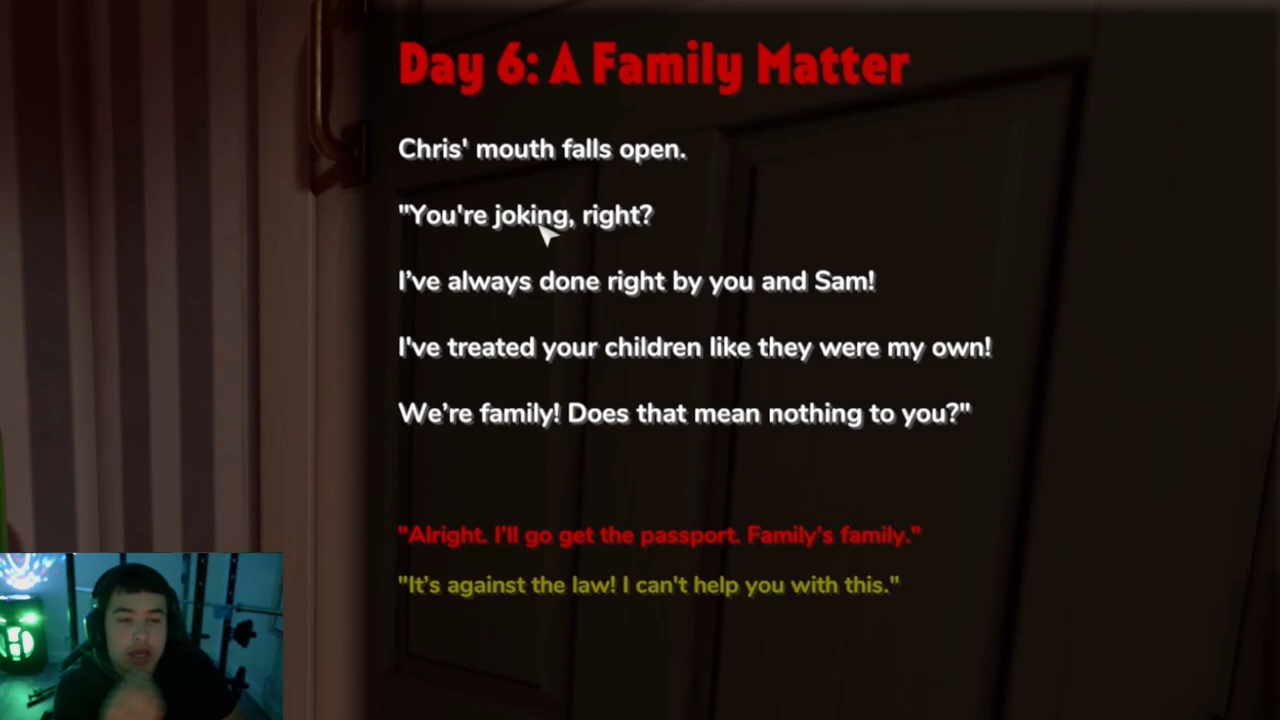 Day 6: A Family Matter
Chris' mouth falls open.
"You're joking, right?
I’ve always done right by you and Sam!
I've treated your children like they were my own!
We’re family! Does that mean nothing to you?"
"Alright. I’ll go get the passport. Family’s family."
"It’s against the law! I can't help you with this."